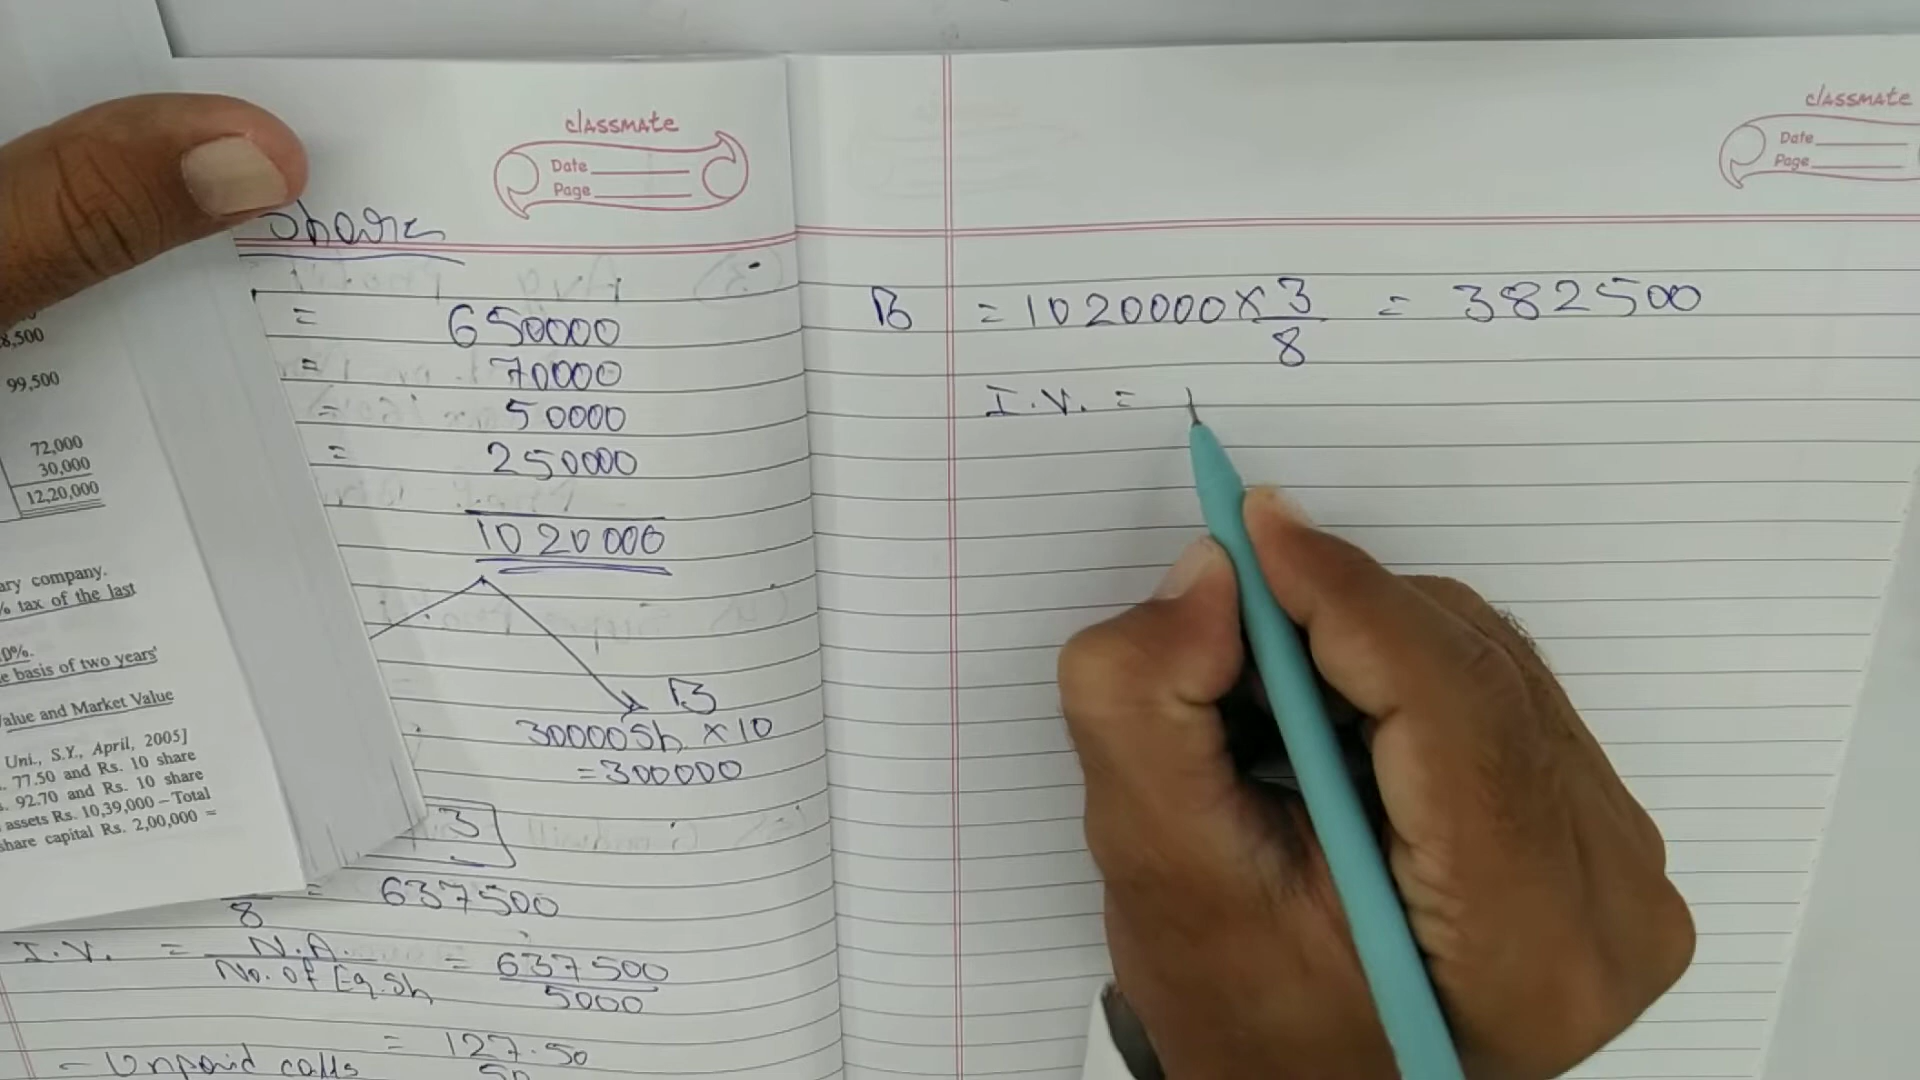 8,500
99,500
72,000
30,000
12,20,000
ary company.
% tax of the last
0%.
e basis of two years'
Value and Market Value
Uni., S.Y., April, 2005]
. 77.50 and Rs. 10 share
. 92.70 and Rs. 10 share
assets Rs. 10,39,000 – Total
share capital Rs. 2,00,000 =
classmate
Date
Page
Share
= 650000
= 70000
= 50000
= 250000
1020000
B
30000Sh × 10
= 300000
3
8 = 637500
I.V. = N.A. / No. of Eq. Sh = 637500 / 5000
= 127.50
- Unpaid calls 50
classmate
Date
Page
B = 1020000 × 3/8 = 382500
I.V. =